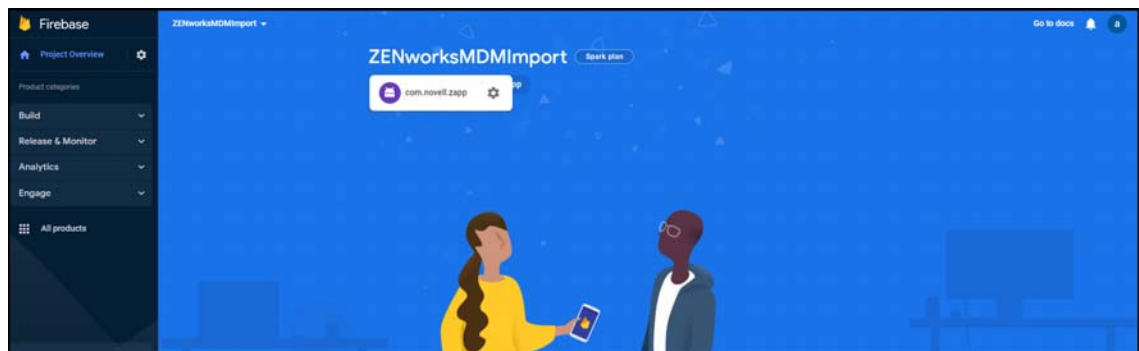 Firebase
ZENworksMDMImport
Go to docs
a
Project Overview
ZENworksMDMImport
Spark plan
Product categories
com.novell.zapp
pp
Build
Release & Monitor
Analytics
Engage
All products